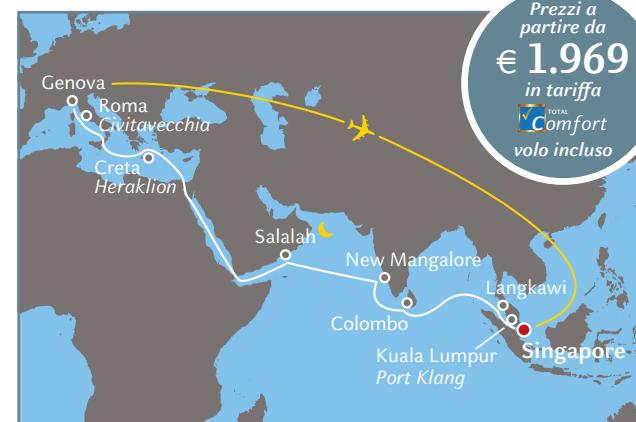 Prezzi a
partire da
€ 1.969
in tariffa
TOTAL
Comfort
volo incluso
Genova
Roma
Civitavecchia
Creta
Heraklion
Salalah
New Mangalore
Langkawi
Colombo
Kuala Lumpur
Port Klang
Singapore